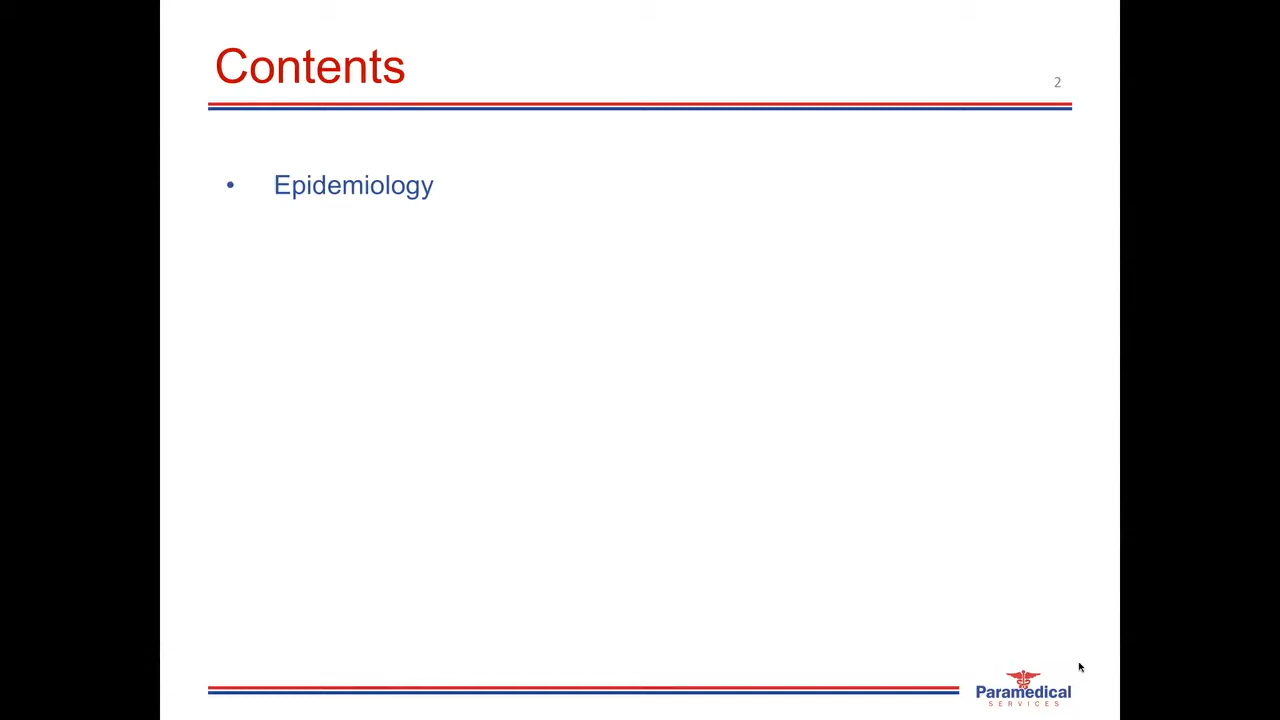 Contents
2
• Epidemiology
Paramedical
SERVICES